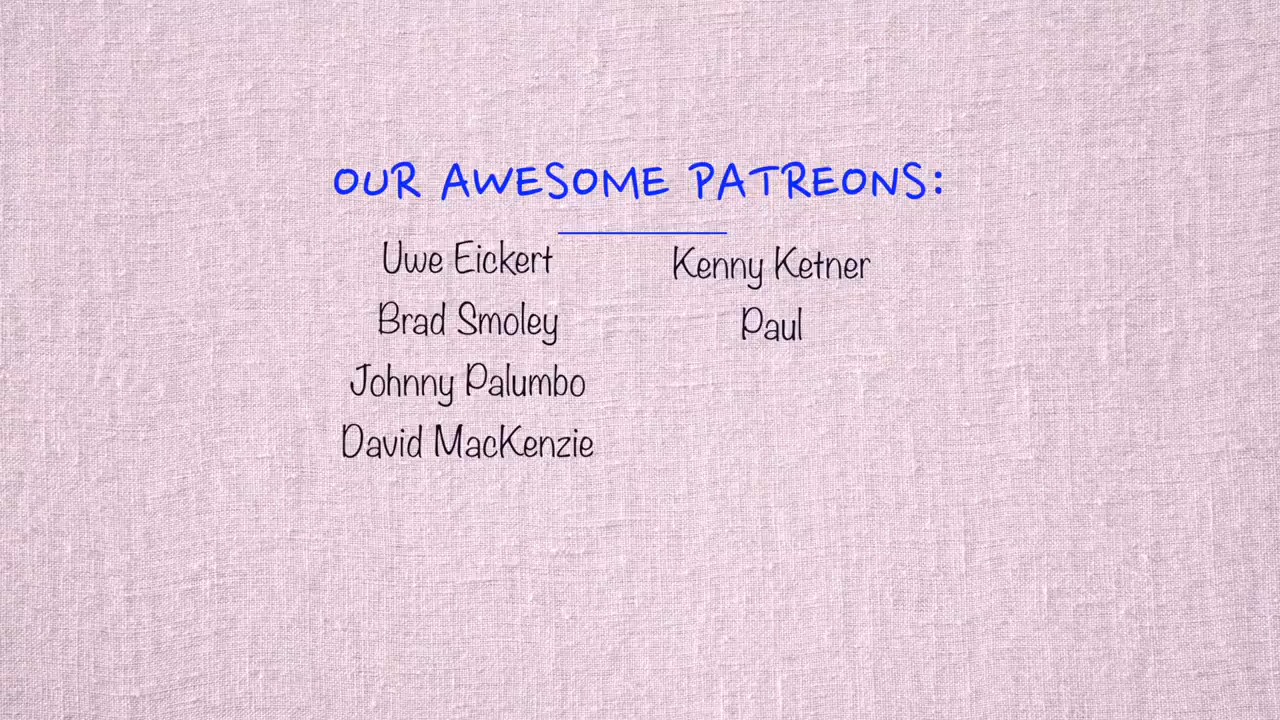 OUR AWESOME PATREONS:
Uwe Eickert
Brad Smoley
Johnny Palumbo
David MacKenzie
Kenny Ketner
Paul